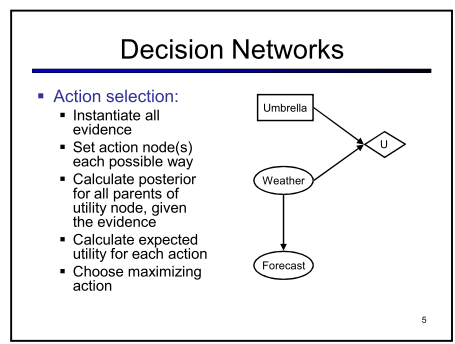 Decision Networks
▪ Action selection:
▪ Instantiate all
evidence
▪ Set action node(s)
each possible way
▪ Calculate posterior
for all parents of
utility node, given
the evidence
▪ Calculate expected
utility for each action
▪ Choose maximizing
action
Umbrella
U
Weather
Forecast
5